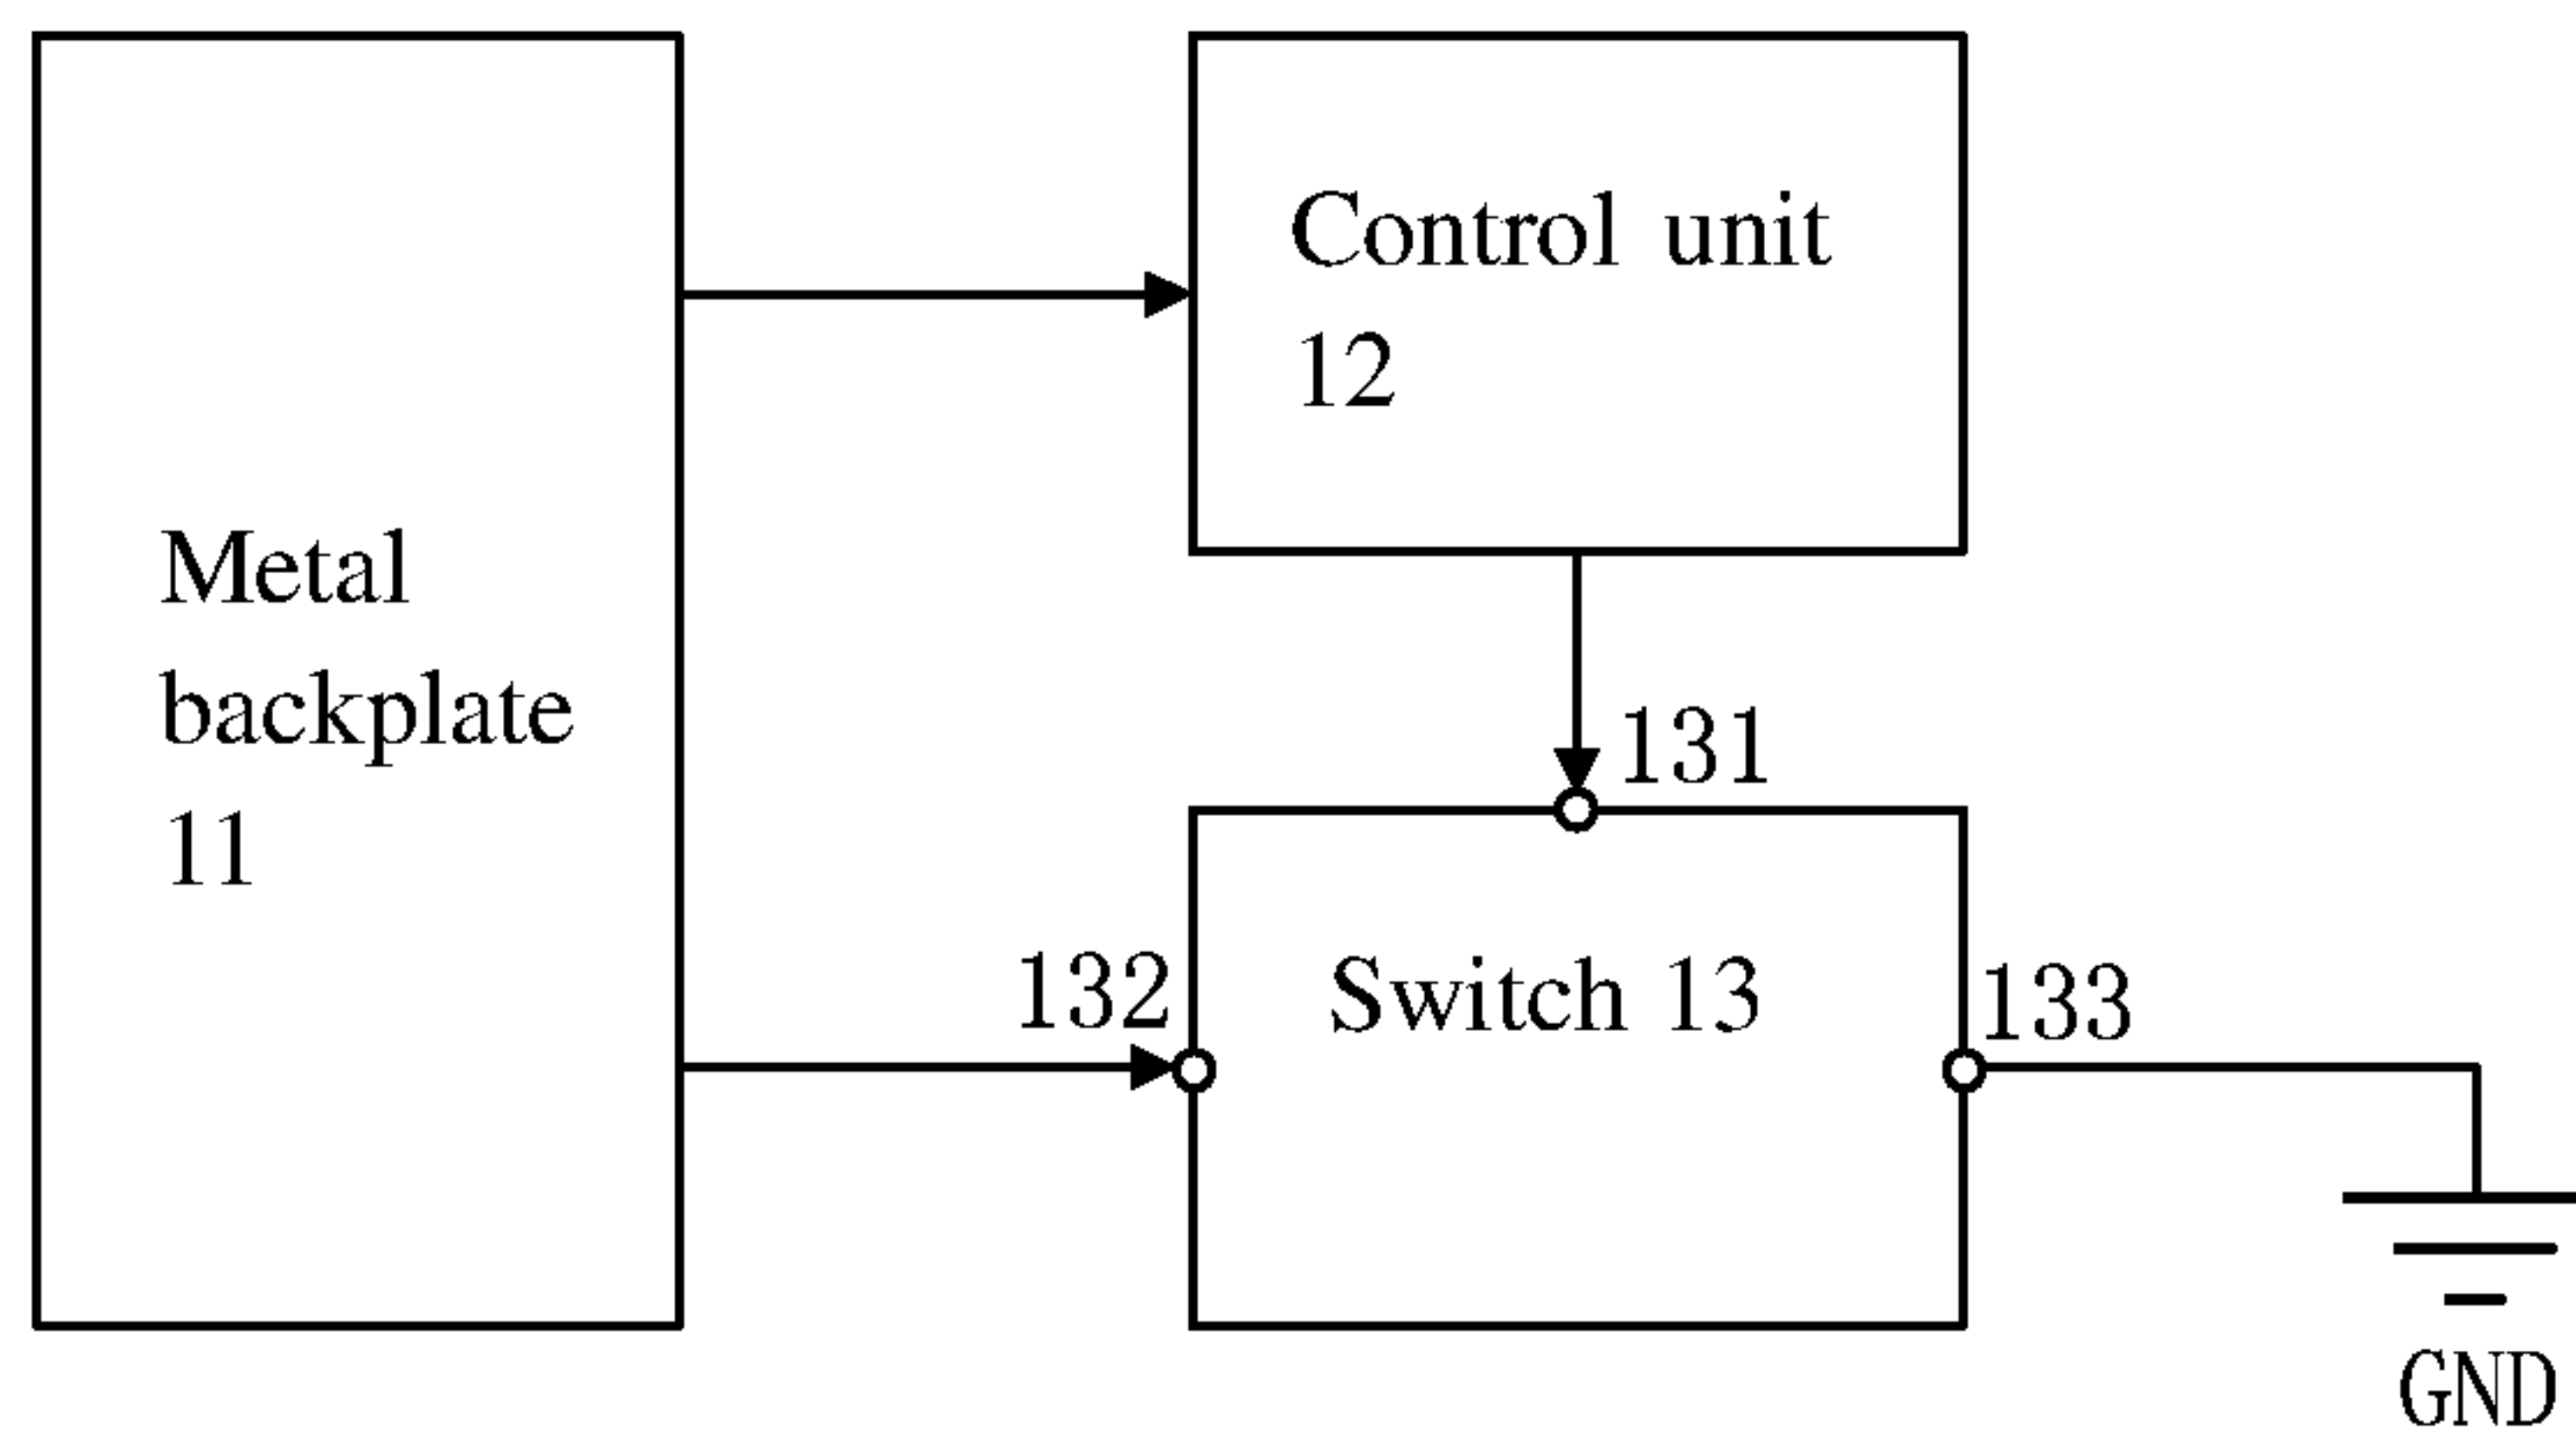 Control unit
12
Metal
backplate
11
131
132
Switch 13
133
GND